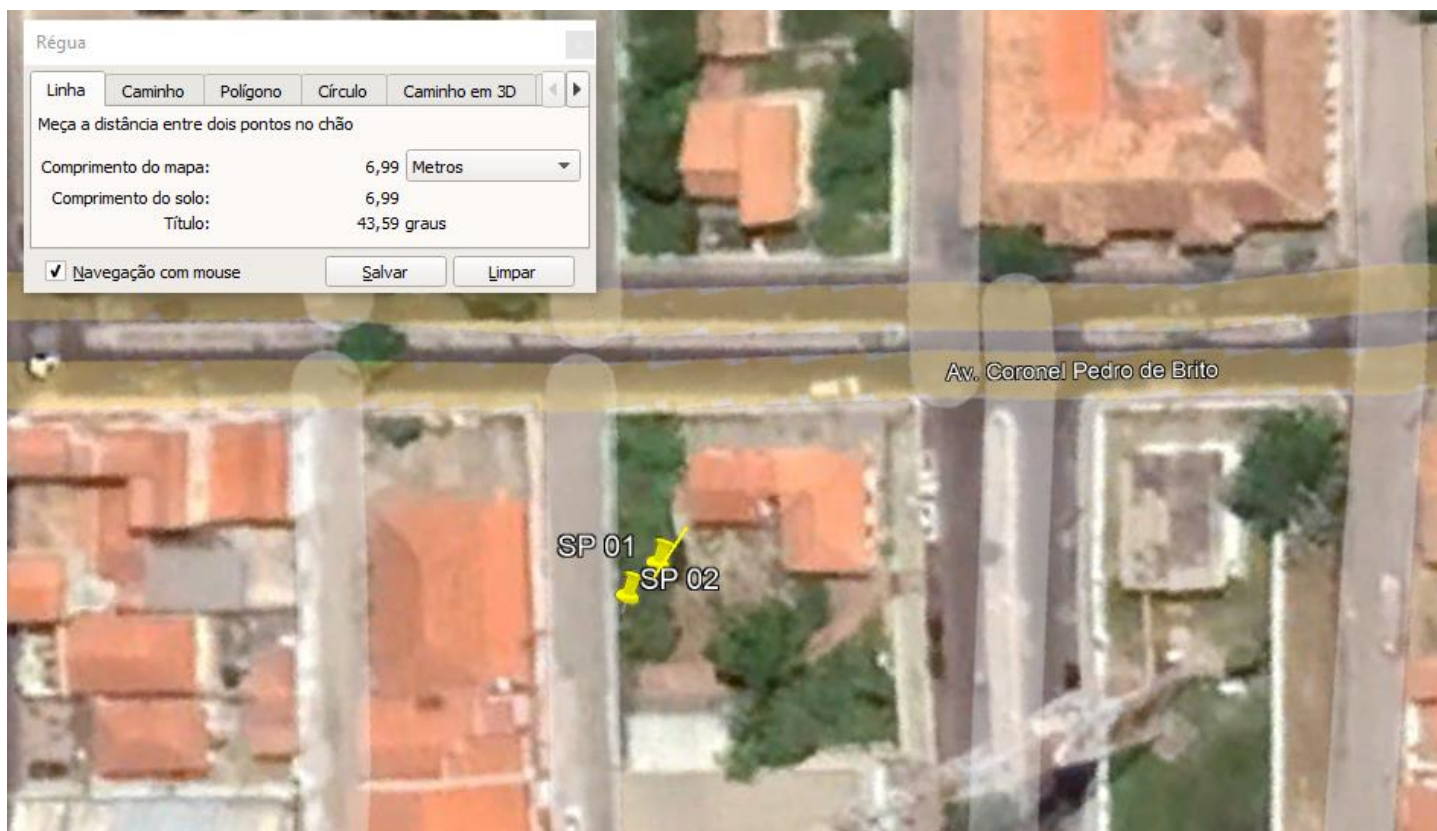 Régua
Linha Caminho Polígono Círculo Caminho em 3D
Meça a distância entre dois pontos no chão
Comprimento do mapa: 6,99 Metros
Comprimento do solo: 6,99
Título: 43,59 graus
Navegação com mouse Salvar Limpar
Av. Coronel Pedro de Brito
SP 01
SP 02